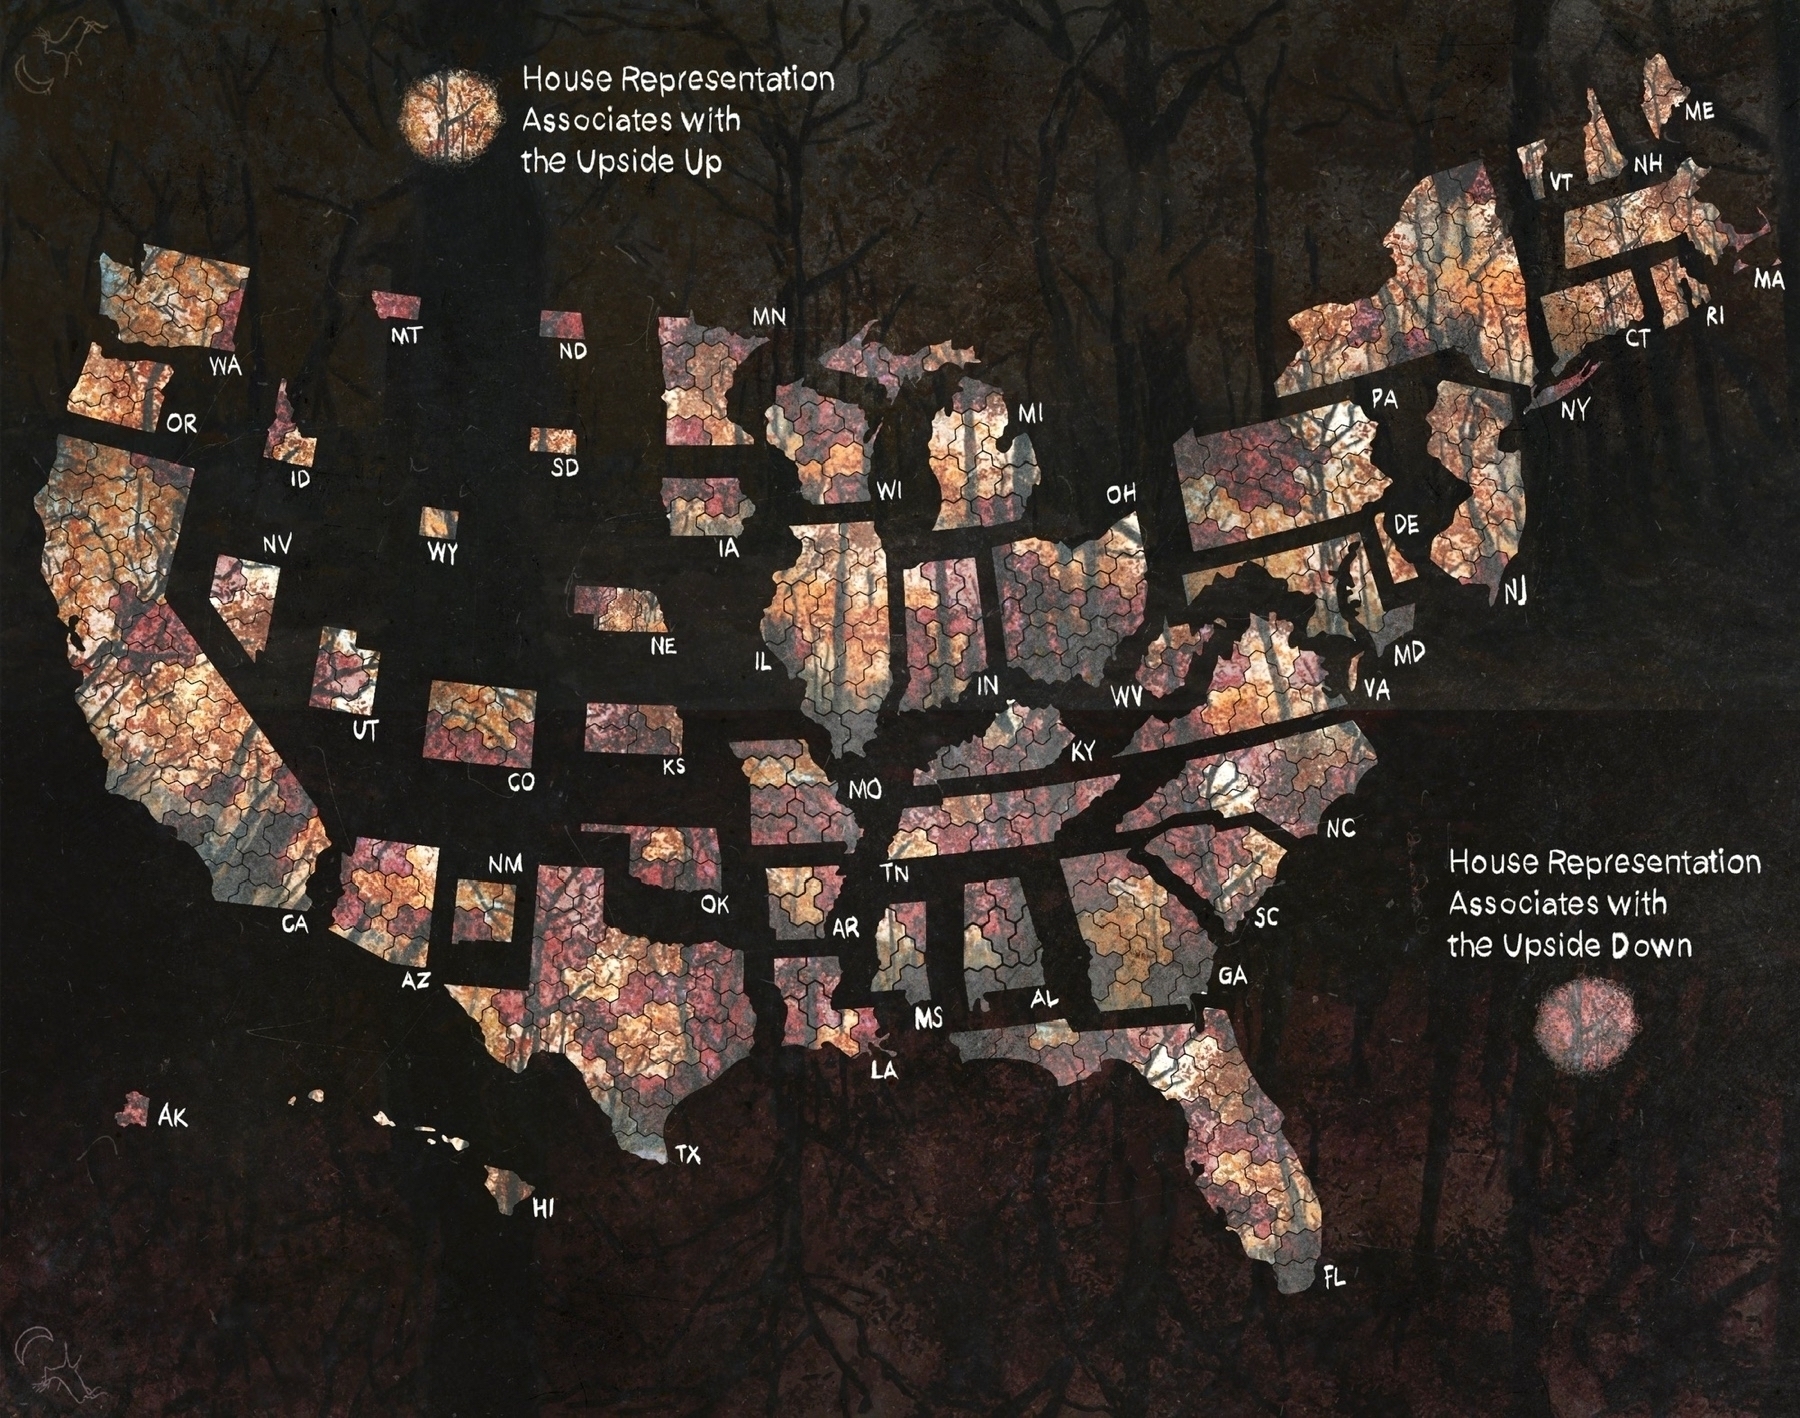 House Representation
Associates with
the Upside Up
ME
NH
VT
MA
RI
CT
NY
WA
MT
ND
MN
OR
MI
PA
ID
SD
WI
OH
DE
NV
WY
IA
NJ
NE
IL
IN
WV
MD
VA
UT
CO
KS
KY
MO
NC
TN
NM
OK
CA
AZ
AR
SC
GA
MS
AL
LA
House Representation
Associates with
the Upside Down
AK
TX
HI
FL